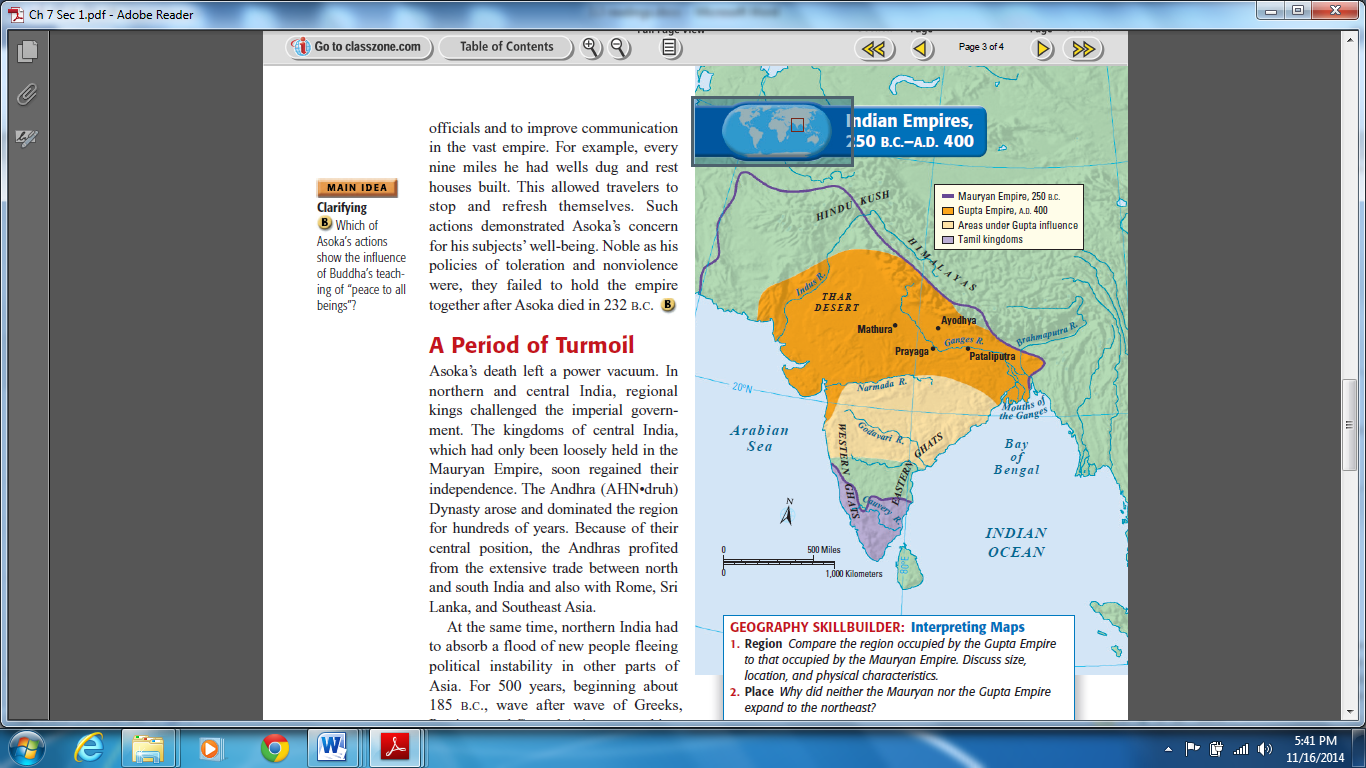 Ch 7 Sec 1.pdf - Adobe Reader
Go to classzone.com
Table of Contents
Page 3 of 4
MAIN IDEA
Clarifying
B Which of
Asoka's actions
show the influence
of Buddha's teach-
ing of "peace to all
beings"?
officials and to improve communication
in the vast empire. For example, every
nine miles he had wells dug and rest
houses built. This allowed travelers to
stop and refresh themselves. Such
actions demonstrated Asoka's concern
for his subjects' well-being. Noble as his
policies of toleration and nonviolence
were, they failed to hold the empire
together after Asoka died in 232 B.C. B
A Period of Turmoil
Asoka's death left a power vacuum. In
northern and central India, regional
kings challenged the imperial govern-
ment. The kingdoms of central India,
which had only been loosely held in the
Mauryan Empire, soon regained their
independence. The Andhra (AHN•druh)
Dynasty arose and dominated the region
for hundreds of years. Because of their
central position, the Andhras profited
from the extensive trade between north
and south India and also with Rome, Sri
Lanka, and Southeast Asia.
At the same time, northern India had
to absorb a flood of new people fleeing
political instability in other parts of
Asia. For 500 years, beginning about
185 B.C., wave after wave of Greeks,
Indian Empires,
250 B.C.–A.D. 400
Mauryan Empire, 250 B.C.
Gupta Empire, A.D. 400
Areas under Gupta influence
Tamil kingdoms
HINDU KUSH
HIMALAYAS
Indus R.
THAR
DESERT
Mathura
Ayodhya
Ganges R.
Brahmaputra R.
Prayaga
Pataliputra
Narmada R.
20°N
Mouths of
the Ganges
Arabian
Sea
WESTERN GHATS
Godavari R.
EASTERN GHATS
Bay
of
Bengal
Cauvery R.
N
INDIAN
OCEAN
80°E
0 500 Miles
0 1,000 Kilometers
GEOGRAPHY SKILLBUILDER: Interpreting Maps
1. Region Compare the region occupied by the Gupta Empire
to that occupied by the Mauryan Empire. Discuss size,
location, and physical characteristics.
2. Place Why did neither the Mauryan nor the Gupta Empire
expand to the northeast?
5:41 PM
11/16/2014